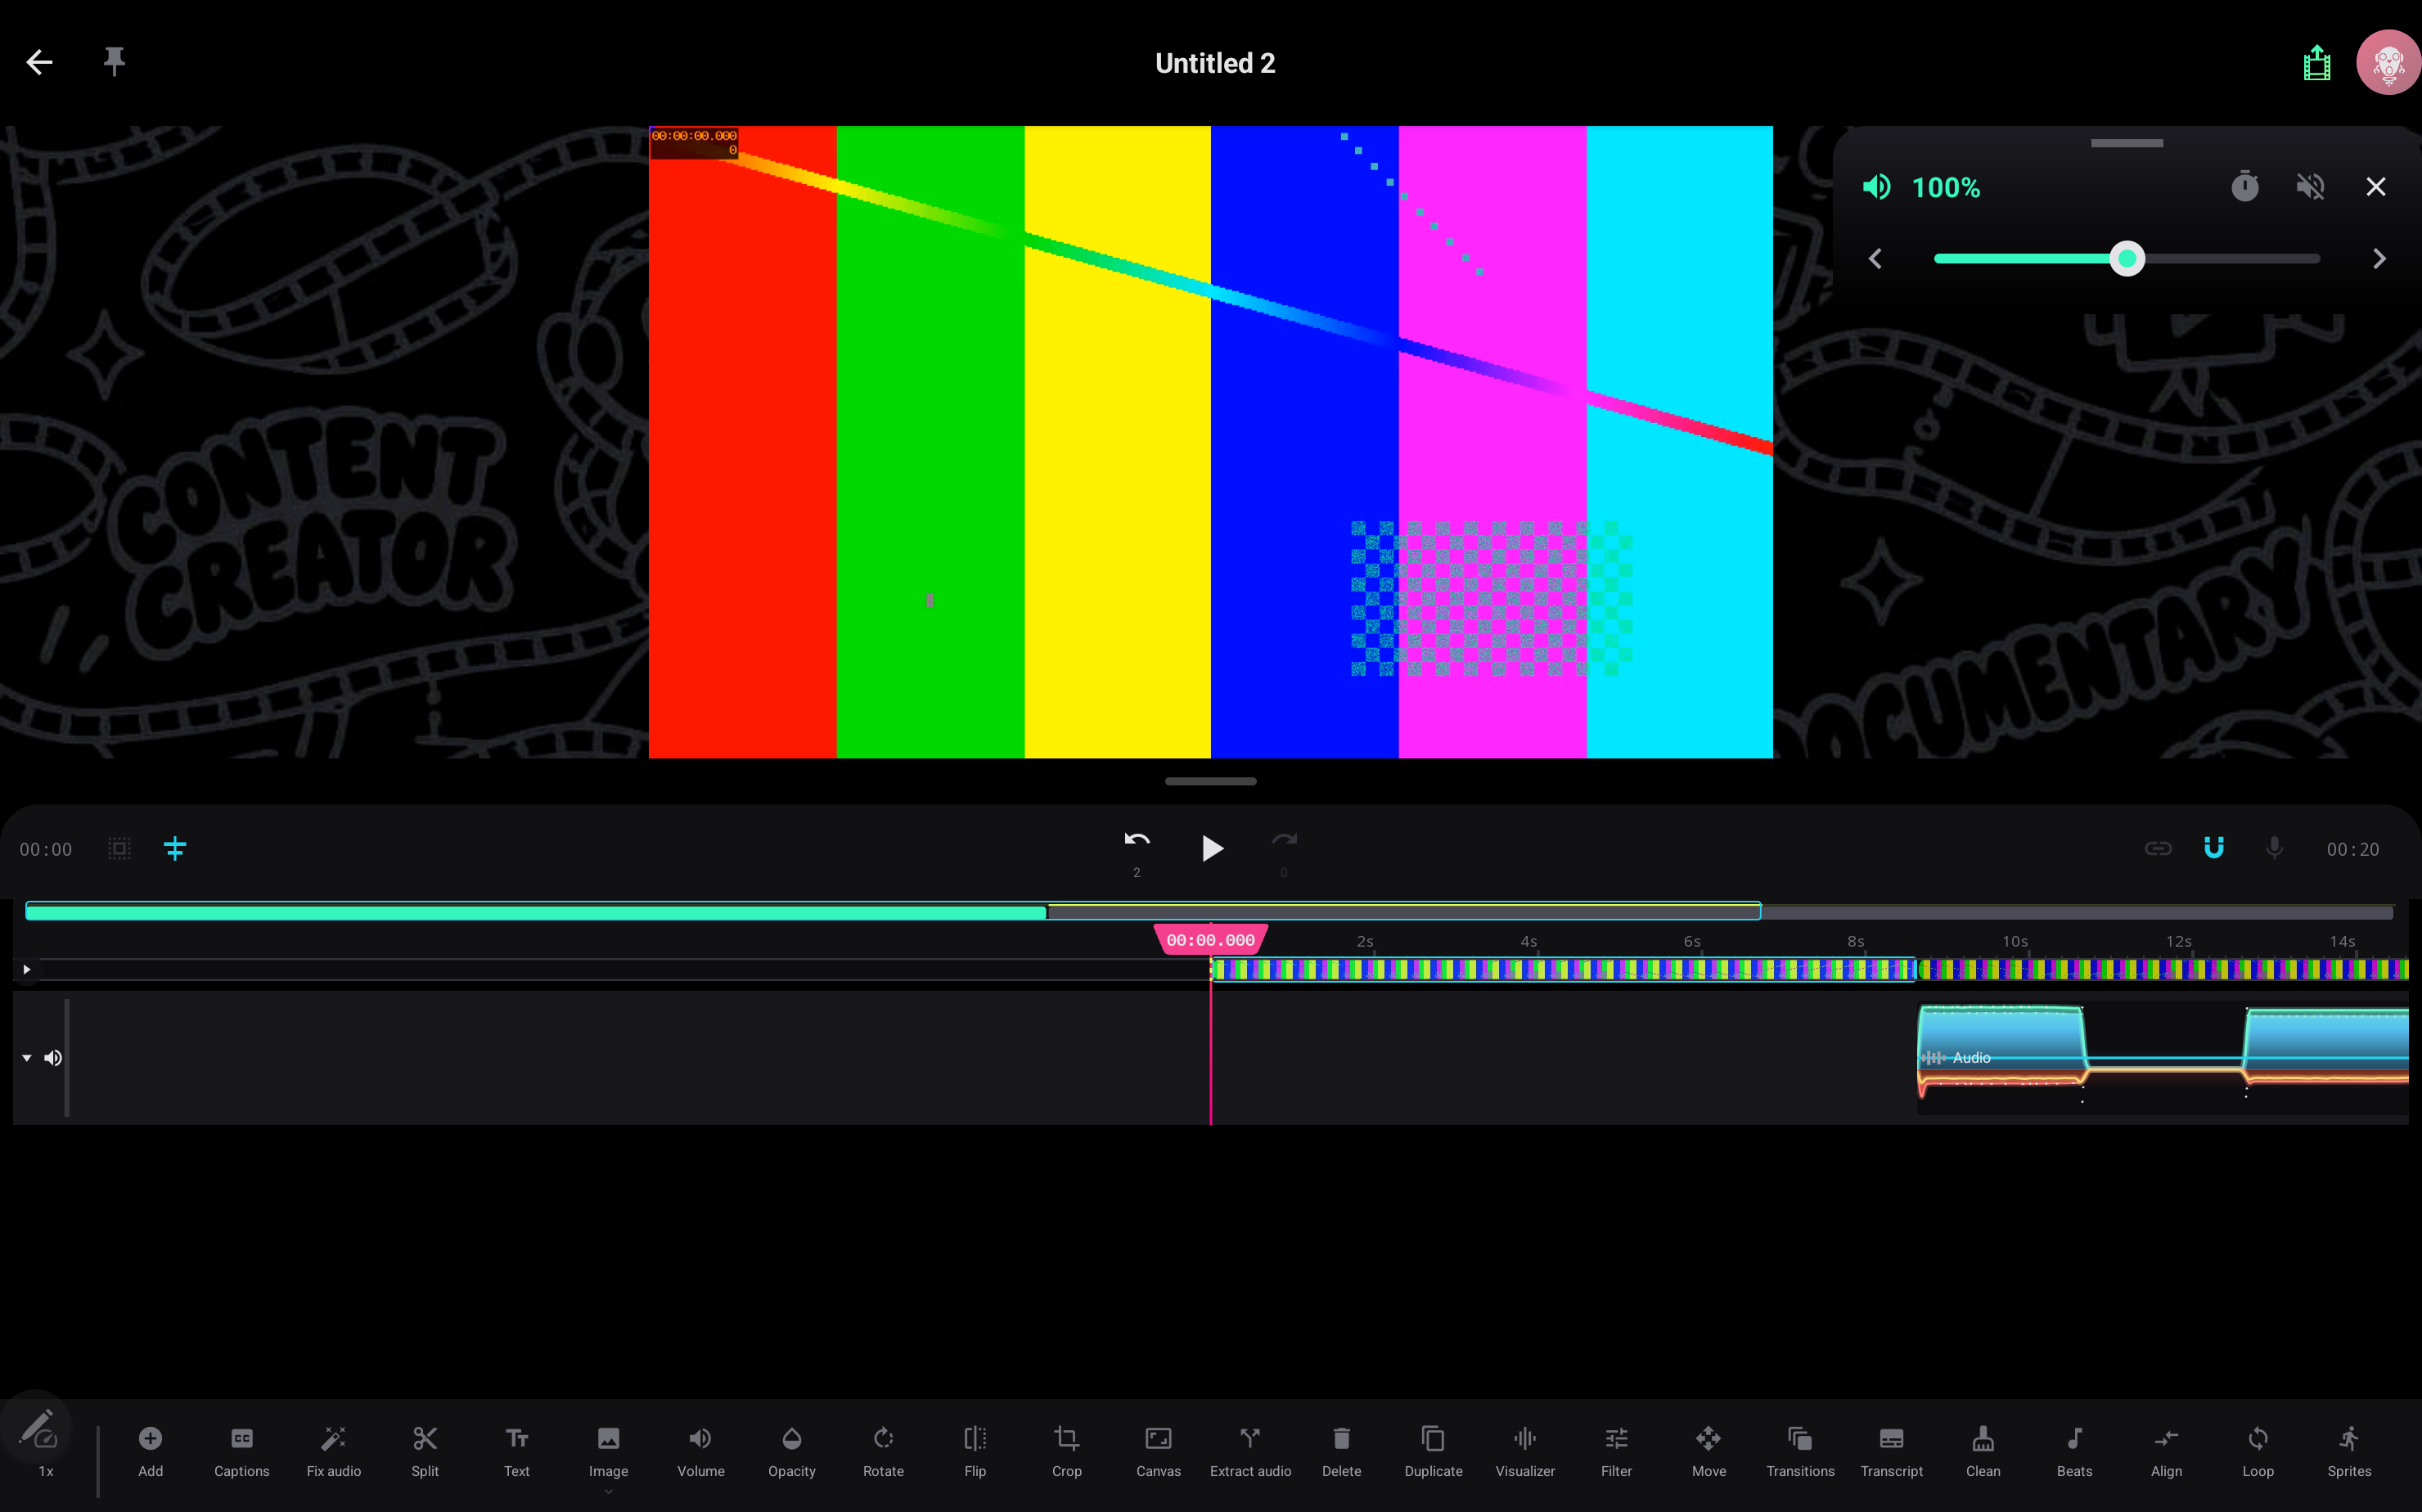 Untitled 2
00:00:00.000
0
100%
CONTENT
CREATOR
DOCUMENTARY
00:00
2
0
00:20
00:00.000
2s
4s
6s
8s
10s
12s
14s
Audio
1x
Add
CC
Captions
Fix audio
Split
Tt
Text
Image
Volume
Opacity
Rotate
Flip
Crop
Canvas
Extract audio
Delete
Duplicate
Visualizer
Filter
Move
Transitions
Transcript
Clean
Beats
Align
Loop
Sprites